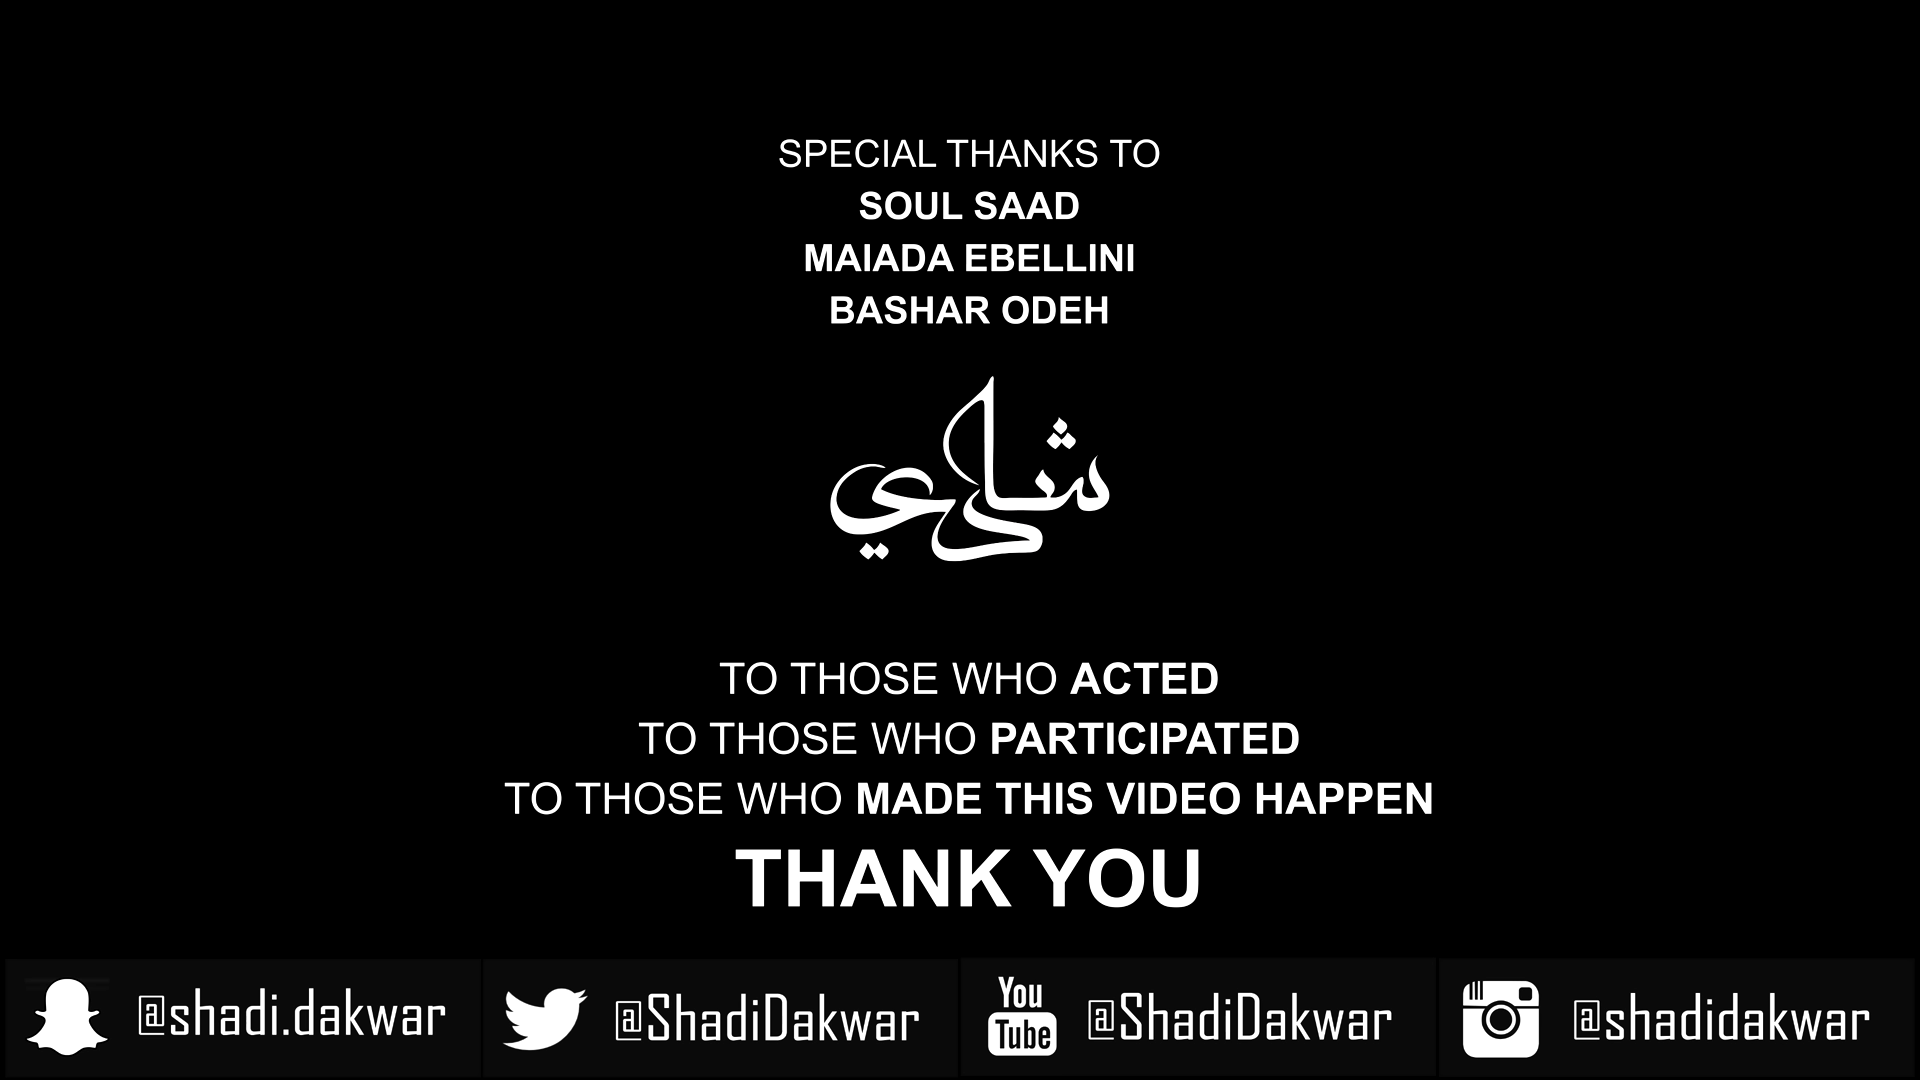 SPECIAL THANKS TO
SOUL SAAD
MAIADA EBELLINI
BASHAR ODEH
شادي
TO THOSE WHO ACTED
TO THOSE WHO PARTICIPATED
TO THOSE WHO MADE THIS VIDEO HAPPEN
THANK YOU
@shadi.dakwar
@ShadiDakwar
You Tube
@ShadiDakwar
@shadidakwar